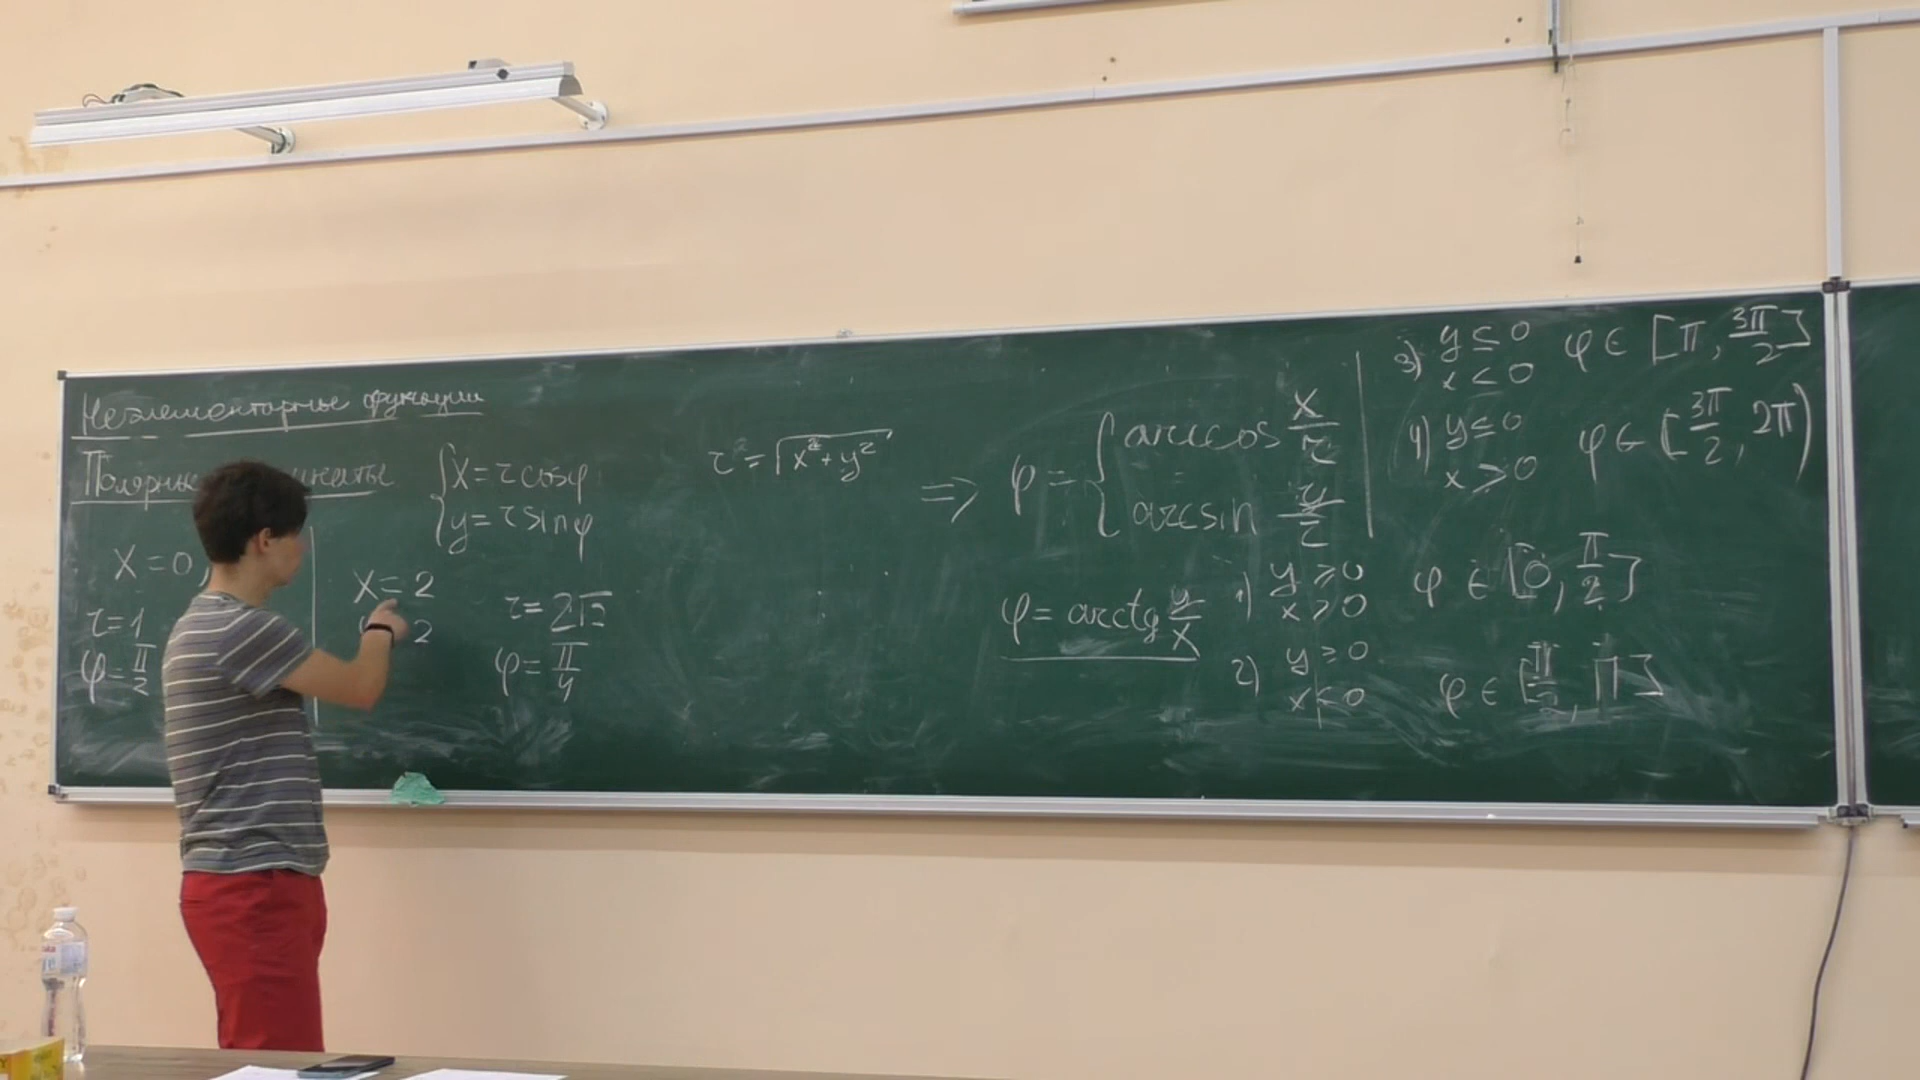 Неэлементарные функции
Полярные
{ x = r cos φ
y = r sin φ
r = √(x² + y²)
x = 0,
r = 1
φ = π/2
x = 2
= 2
r = 2√2
φ = π/4
⇒ φ = { arccos x/r
=
arcsin y/r
φ = arctg y/x
1) y ≥ 0
x ≥ 0
φ ∈ [0, π/2]
2) y ≥ 0
x ≤ 0
φ ∈ [π/2, π]
3) y ≤ 0
x ≤ 0
φ ∈ [π, 3π/2]
4) y ≤ 0
x ≥ 0
φ ∈ [3π/2, 2π)